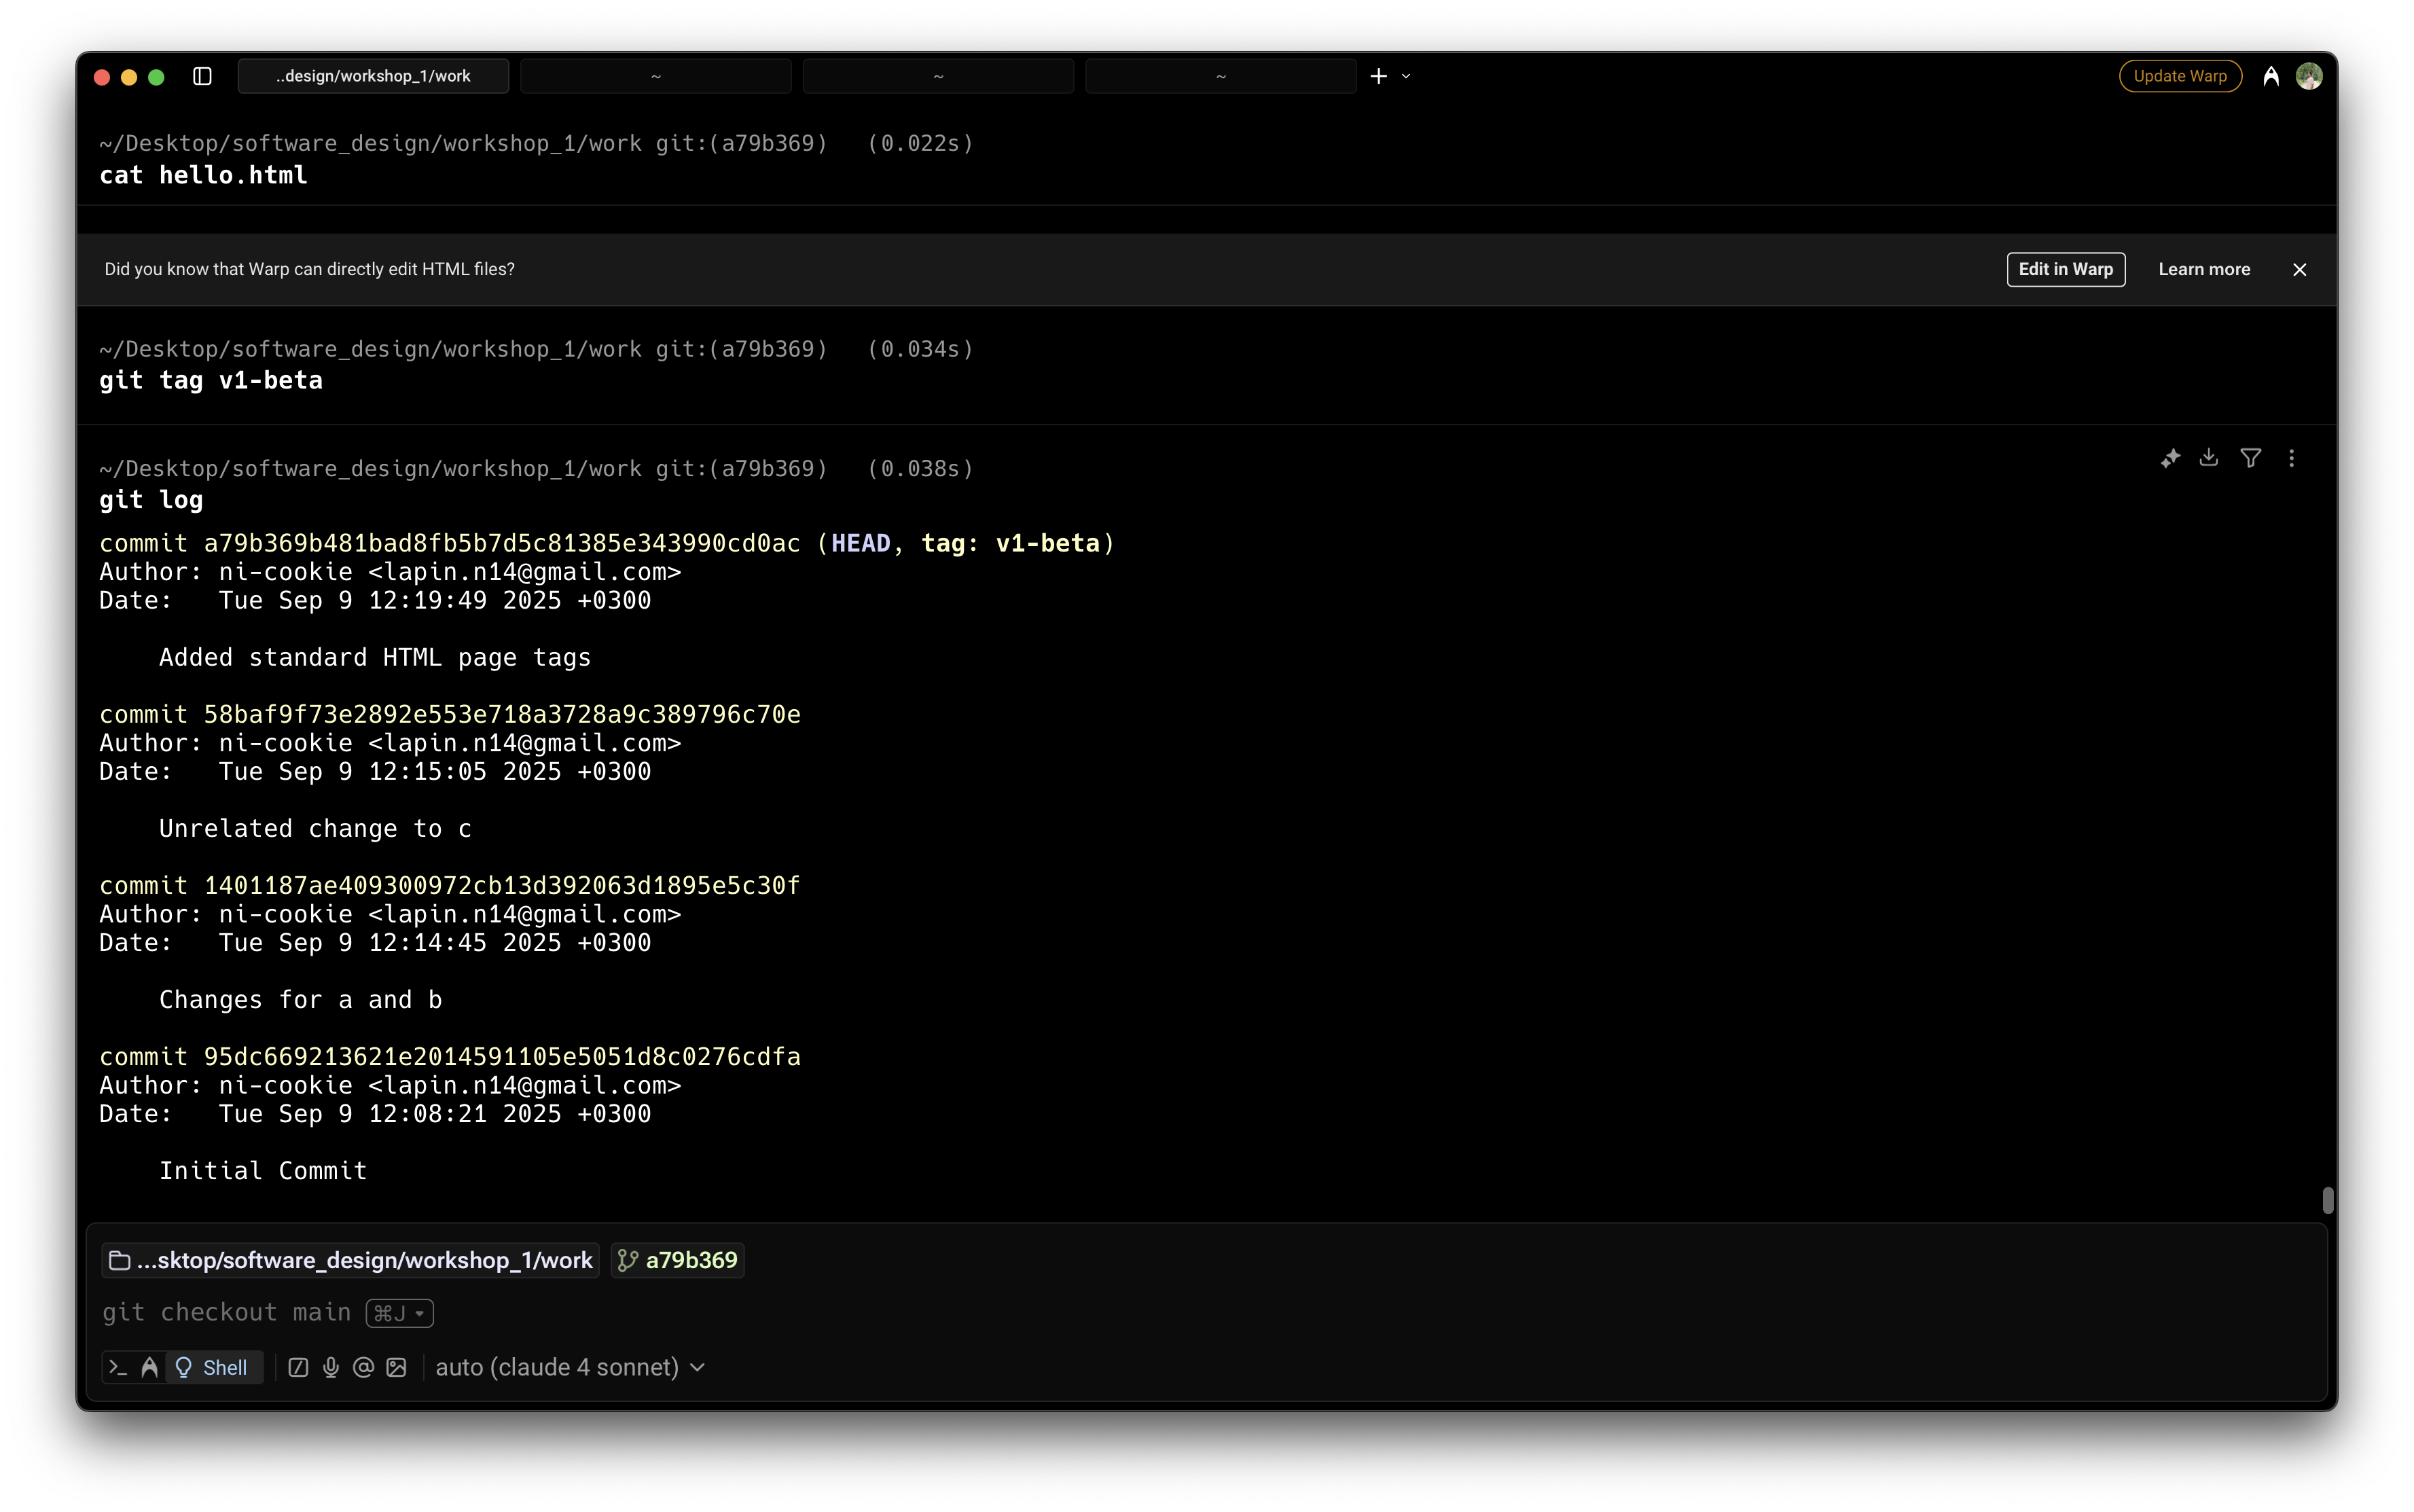 ..design/workshop_1/work
~
~
~
Update Warp
~/Desktop/software_design/workshop_1/work git:(a79b369) (0.022s)
cat hello.html
Did you know that Warp can directly edit HTML files?
Edit in Warp
Learn more
~/Desktop/software_design/workshop_1/work git:(a79b369) (0.034s)
git tag v1-beta
~/Desktop/software_design/workshop_1/work git:(a79b369) (0.038s)
git log
commit a79b369b481bad8fb5b7d5c81385e343990cd0ac (HEAD, tag: v1-beta)
Author: ni-cookie <lapin.n14@gmail.com>
Date:   Tue Sep 9 12:19:49 2025 +0300
Added standard HTML page tags
commit 58baf9f73e2892e553e718a3728a9c389796c70e
Author: ni-cookie <lapin.n14@gmail.com>
Date:   Tue Sep 9 12:15:05 2025 +0300
Unrelated change to c
commit 1401187ae409300972cb13d392063d1895e5c30f
Author: ni-cookie <lapin.n14@gmail.com>
Date:   Tue Sep 9 12:14:45 2025 +0300
Changes for a and b
commit 95dc669213621e2014591105e5051d8c0276cdfa
Author: ni-cookie <lapin.n14@gmail.com>
Date:   Tue Sep 9 12:08:21 2025 +0300
Initial Commit
...sktop/software_design/workshop_1/work a79b369
git checkout main ⌘J
Shell
auto (claude 4 sonnet)